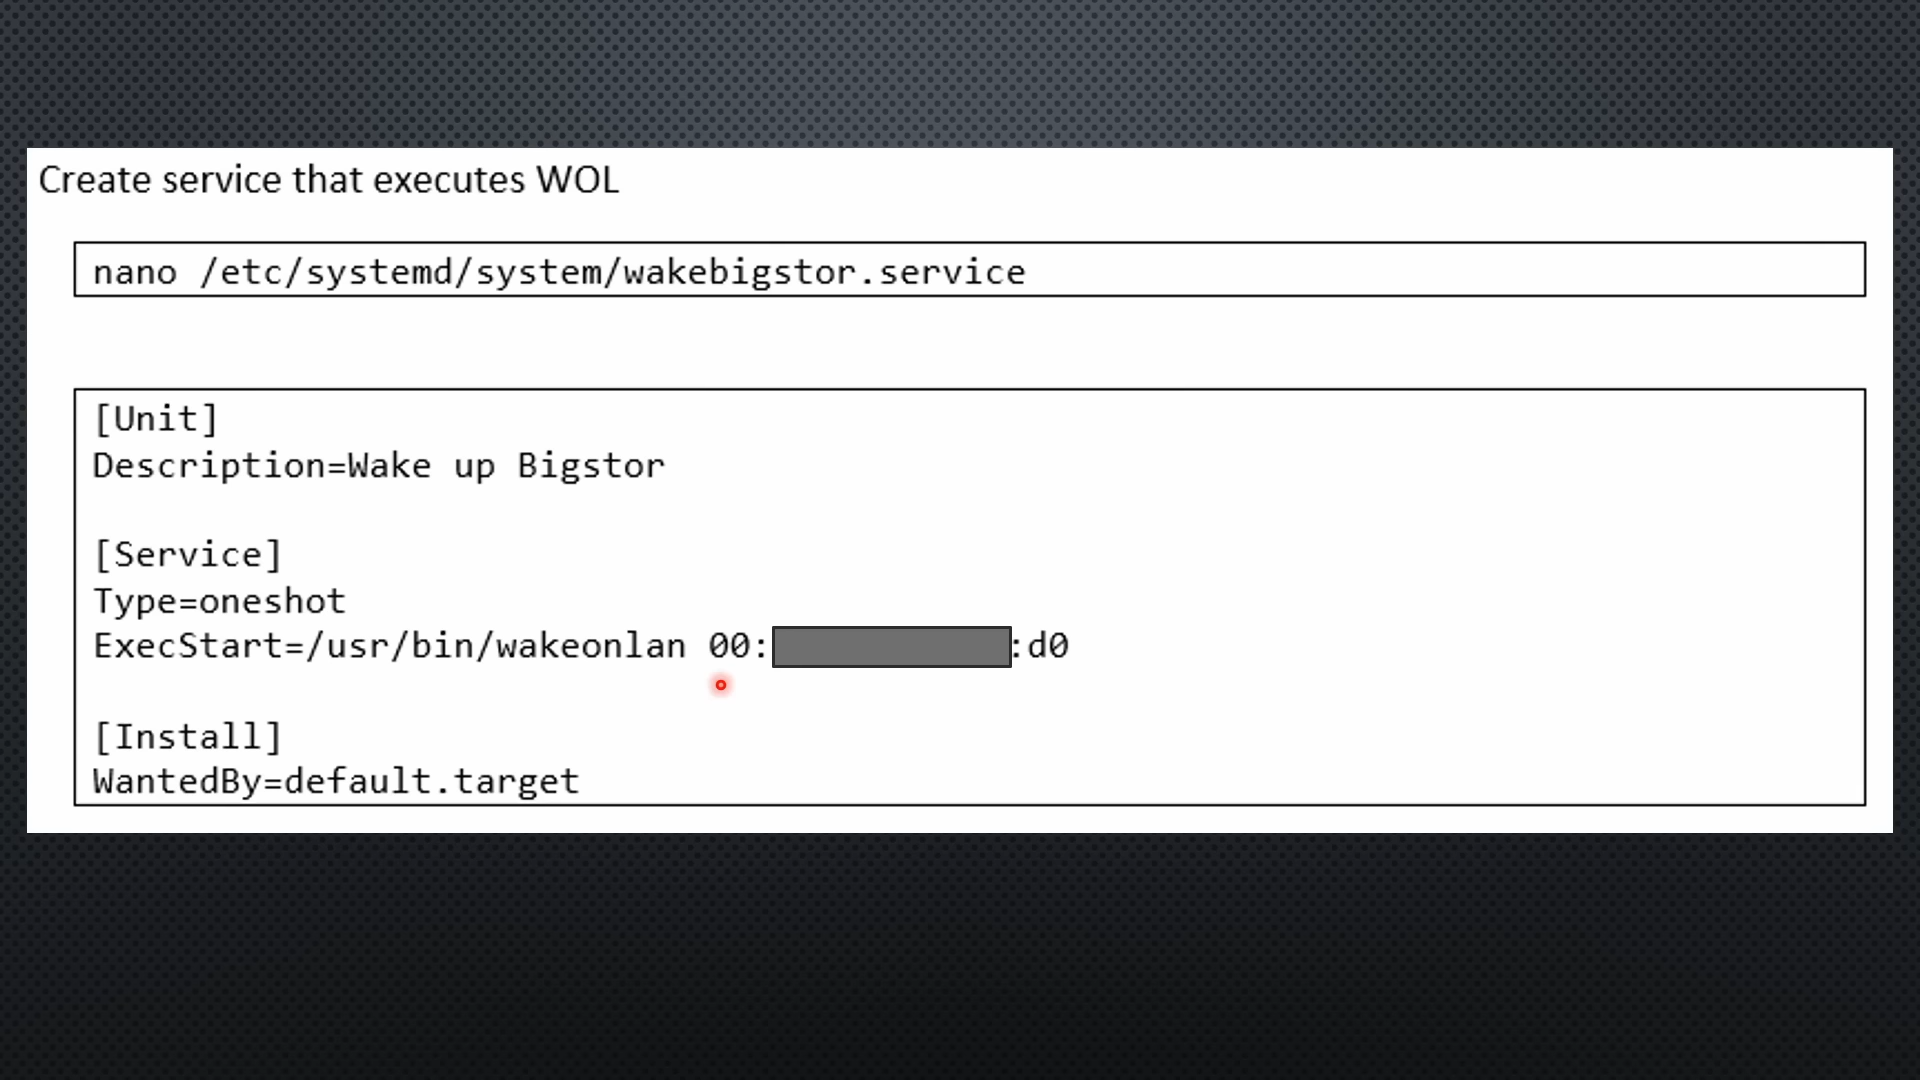 Create service that executes WOL
nano /etc/systemd/system/wakebigstor.service
[Unit]
Description=Wake up Bigstor
[Service]
Type=oneshot
ExecStart=/usr/bin/wakeonlan 00: :d0
[Install]
WantedBy=default.target